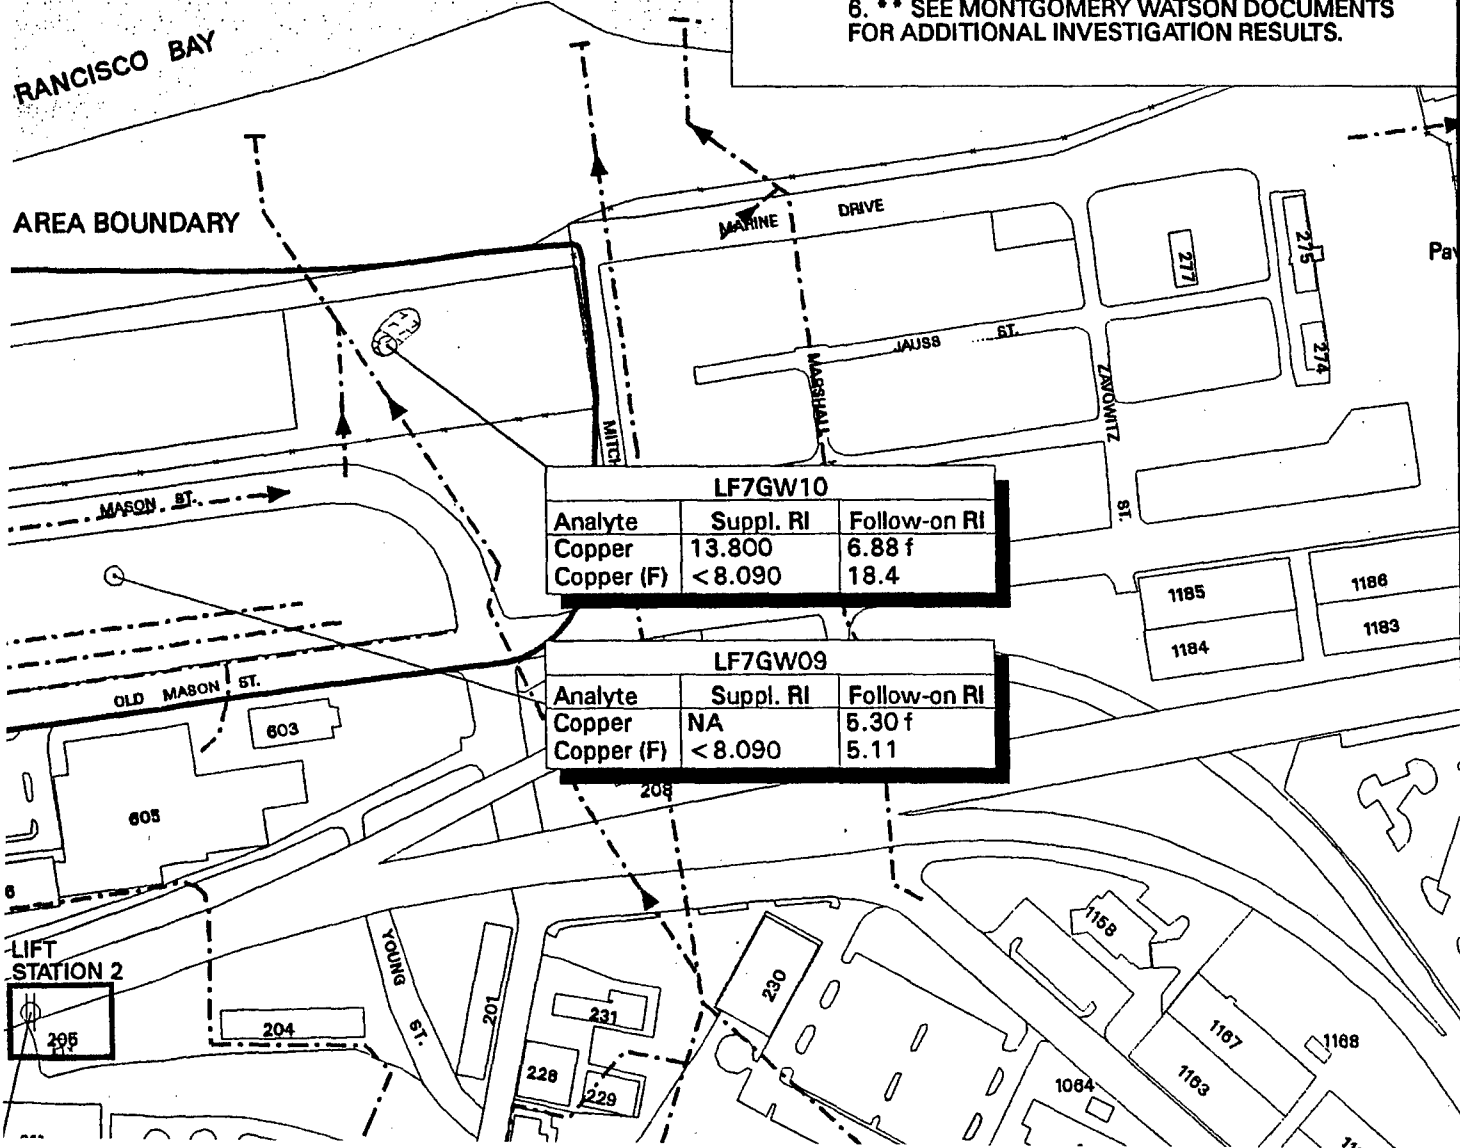 6. ** SEE MONTGOMERY WATSON DOCUMENTS
FOR ADDITIONAL INVESTIGATION RESULTS.
RANCISCO BAY
AREA BOUNDARY
MARINE DRIVE
277
275
274
Pav
JAUSS ST.
MARSHALL
ZAVOWITZ ST.
MITCH
MASON ST.
LF7GW10
Analyte Suppl. RI Follow-on RI
Copper 13.800 6.88 f
Copper (F) <8.090 18.4
1185
1186
1184
1183
LF7GW09
Analyte Suppl. RI Follow-on RI
Copper NA 5.30 f
Copper (F) <8.090 5.11
OLD MASON ST.
603
605
208
6
LIFT
STATION 2
205
204
YOUNG ST.
201
231
228
229
230
1158
1167
1168
1163
1064